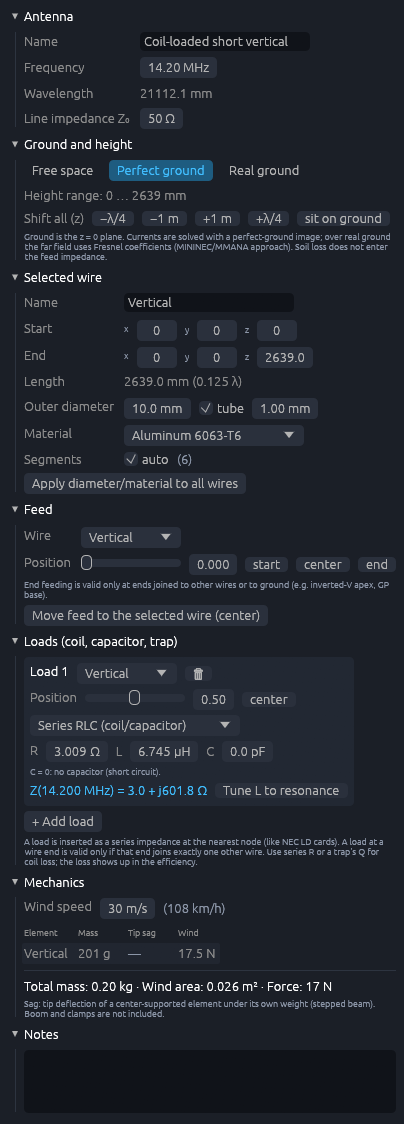 Antenna
Name Coil-loaded short vertical
Frequency 14.20 MHz
Wavelength 21112.1 mm
Line impedance Z₀ 50 Ω
Ground and height
Free space Perfect ground Real ground
Height range: 0 … 2639 mm
Shift all (z) −λ/4 −1 m +1 m +λ/4 sit on ground
Ground is the z = 0 plane. Currents are solved with a perfect-ground image; over real ground
the far field uses Fresnel coefficients (MININEC/MMANA approach). Soil loss does not enter
the feed impedance.
Selected wire
Name Vertical
Start x 0 y 0 z 0
End x 0 y 0 z 2639.0
Length 2639.0 mm (0.125 λ)
Outer diameter 10.0 mm tube 1.00 mm
Material Aluminum 6063-T6
Segments auto (6)
Apply diameter/material to all wires
Feed
Wire Vertical
Position 0.000 start center end
End feeding is valid only at ends joined to other wires or to ground (e.g. inverted-V apex, GP
base).
Move feed to the selected wire (center)
Loads (coil, capacitor, trap)
Load 1 Vertical
Position 0.50 center
Series RLC (coil/capacitor)
R 3.009 Ω L 6.745 µH C 0.0 pF
C = 0: no capacitor (short circuit).
Z(14.200 MHz) = 3.0 + j601.8 Ω Tune L to resonance
+ Add load
A load is inserted as a series impedance at the nearest node (like NEC LD cards). A load at a
wire end is valid only if that end joins exactly one other wire. Use series R or a trap's Q for
coil loss; the loss shows up in the efficiency.
Mechanics
Wind speed 30 m/s (108 km/h)
Element Mass Tip sag Wind
Vertical 201 g — 17.5 N
Total mass: 0.20 kg · Wind area: 0.026 m² · Force: 17 N
Sag: tip deflection of a center-supported element under its own weight (stepped beam).
Boom and clamps are not included.
Notes